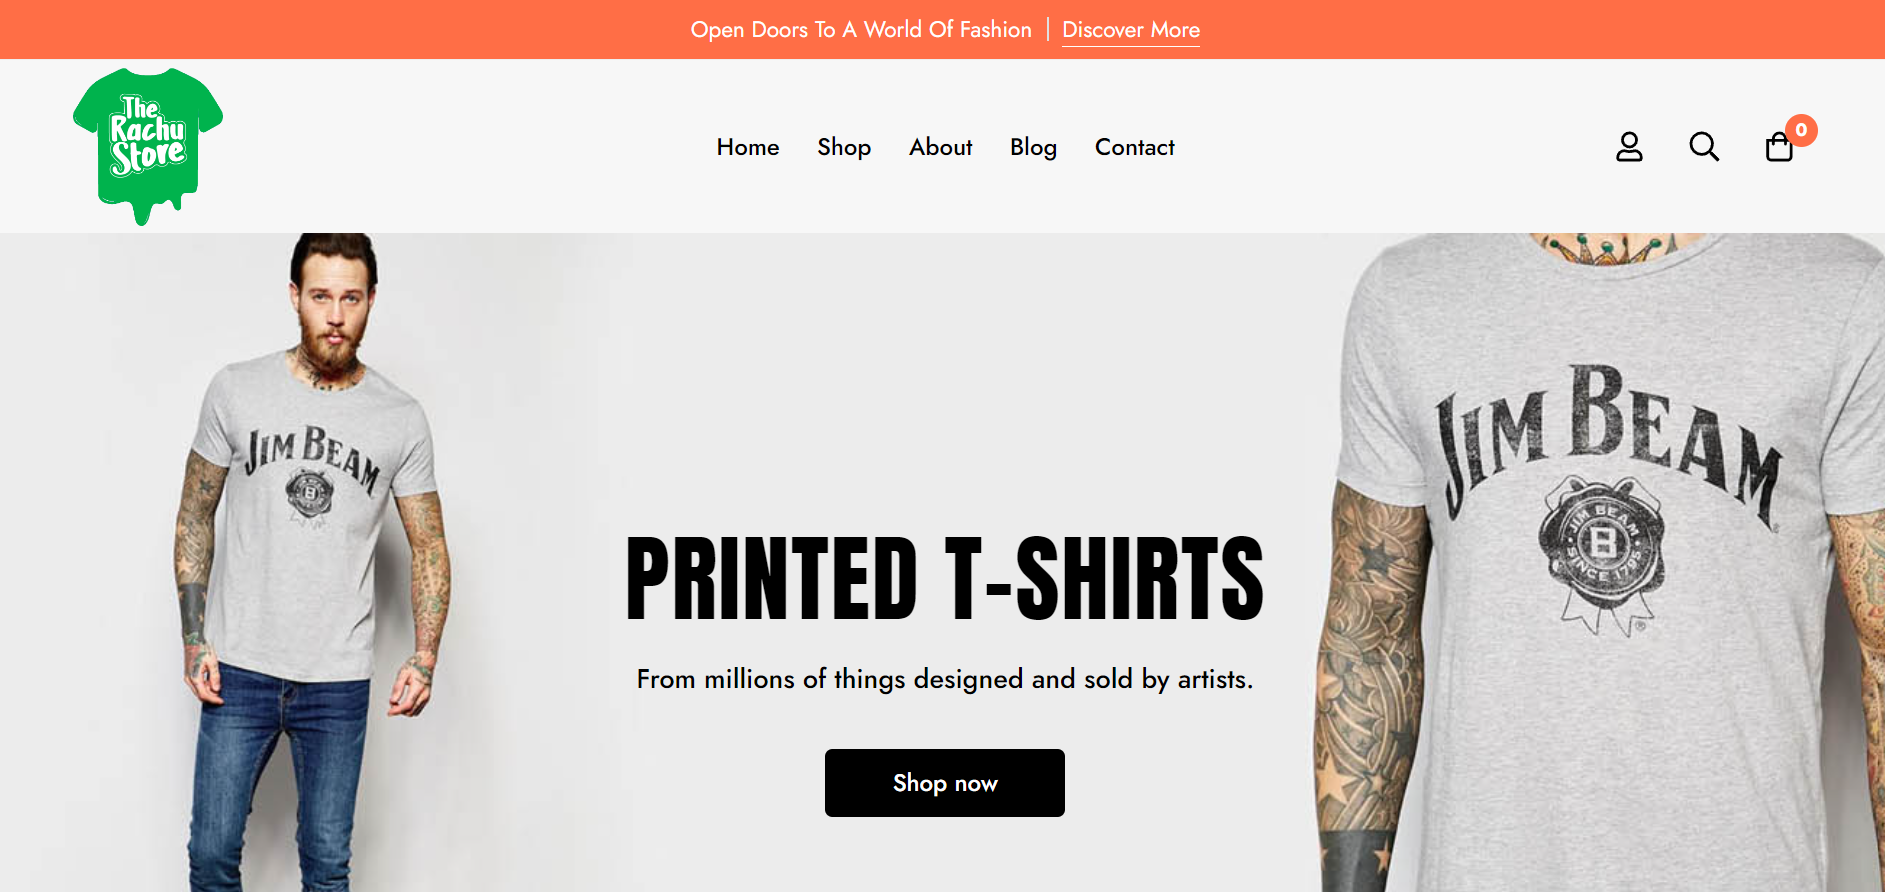 Open Doors To A World Of Fashion | Discover More
The
Rachu
Store
Home Shop About Blog Contact
0
JIM BEAM
B
JIM BEAM
JIM BEAM
B
SINCE 1795
®
PRINTED T-SHIRTS
From millions of things designed and sold by artists.
Shop now